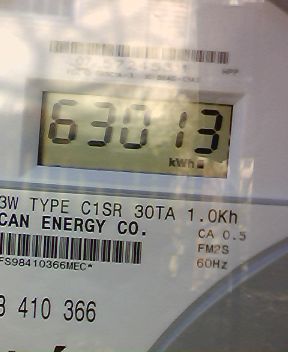 63013
kWh
3W TYPE C1SR 30TA 1.0Kh
CAN ENERGY CO.
CA 0.5
FM2S
60Hz
FS98410366MEC*
8 410 366